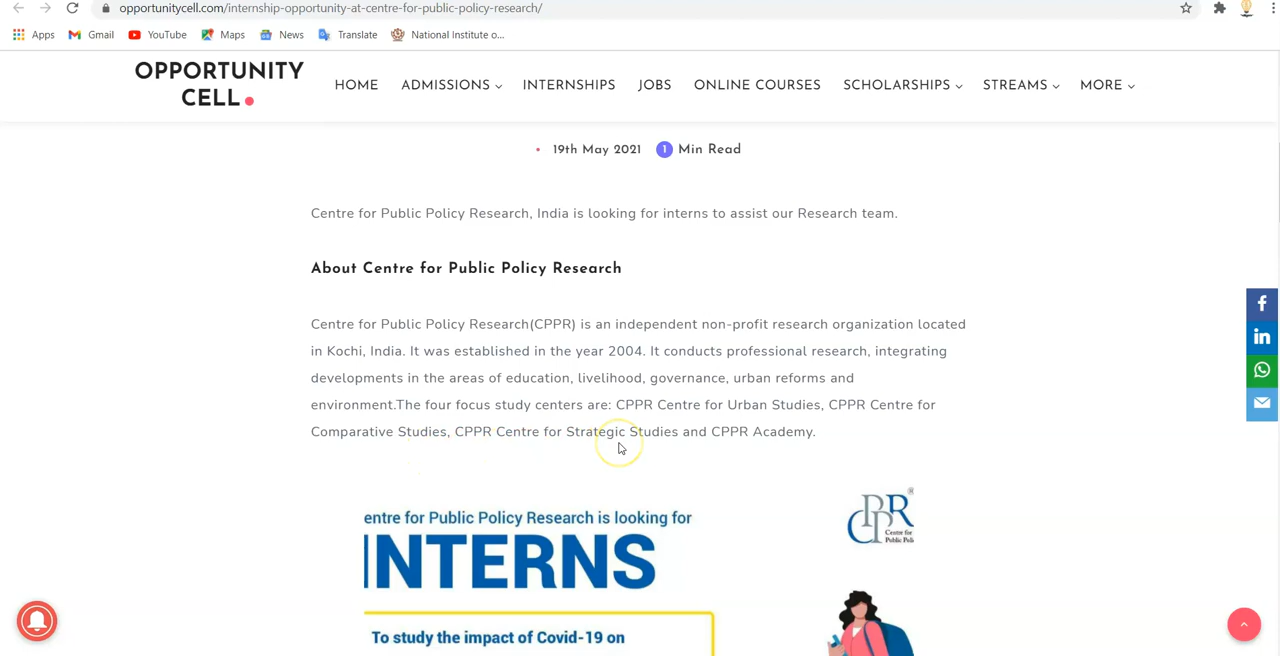 opportunitycell.com/internship-opportunity-at-centre-for-public-policy-research/
Apps Gmail YouTube Maps News Translate National Institute o...
OPPORTUNITY
CELL
HOME ADMISSIONS INTERNSHIPS JOBS ONLINE COURSES SCHOLARSHIPS STREAMS MORE
19th May 2021 1 Min Read
Centre for Public Policy Research, India is looking for interns to assist our Research team.
About Centre for Public Policy Research
Centre for Public Policy Research(CPPR) is an independent non-profit research organization located
in Kochi, India. It was established in the year 2004. It conducts professional research, integrating
developments in the areas of education, livelihood, governance, urban reforms and
environment.The four focus study centers are: CPPR Centre for Urban Studies, CPPR Centre for
Comparative Studies, CPPR Centre for Strategic Studies and CPPR Academy.
entre for Public Policy Research is looking for
INTERNS
To study the impact of Covid-19 on
CPPR
Centre for
Public Poli